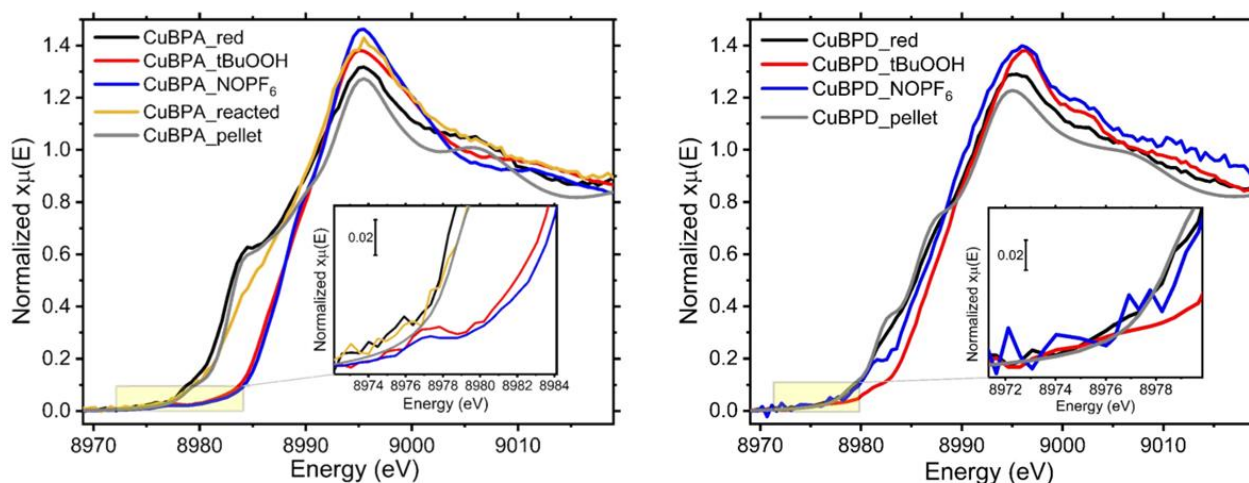 CuBPA_red
CuBPA_tBuOOH
CuBPA_NOPF₆
CuBPA_reacted
CuBPA_pellet
Normalized xμ(E)
1.4
1.2
1.0
0.8
0.6
0.4
0.2
0.0
8970 8980 8990 9000 9010
Energy (eV)
0.02
Normalized xμ(E)
8974 8976 8978 8980 8982 8984
Energy (eV)
CuBPD_red
CuBPD_tBuOOH
CuBPD_NOPF₆
CuBPD_pellet
Normalized xμ(E)
1.4
1.2
1.0
0.8
0.6
0.4
0.2
0.0
8970 8980 8990 9000 9010
Energy (eV)
0.02
Normalized xμ(E)
8972 8974 8976 8978
Energy (eV)